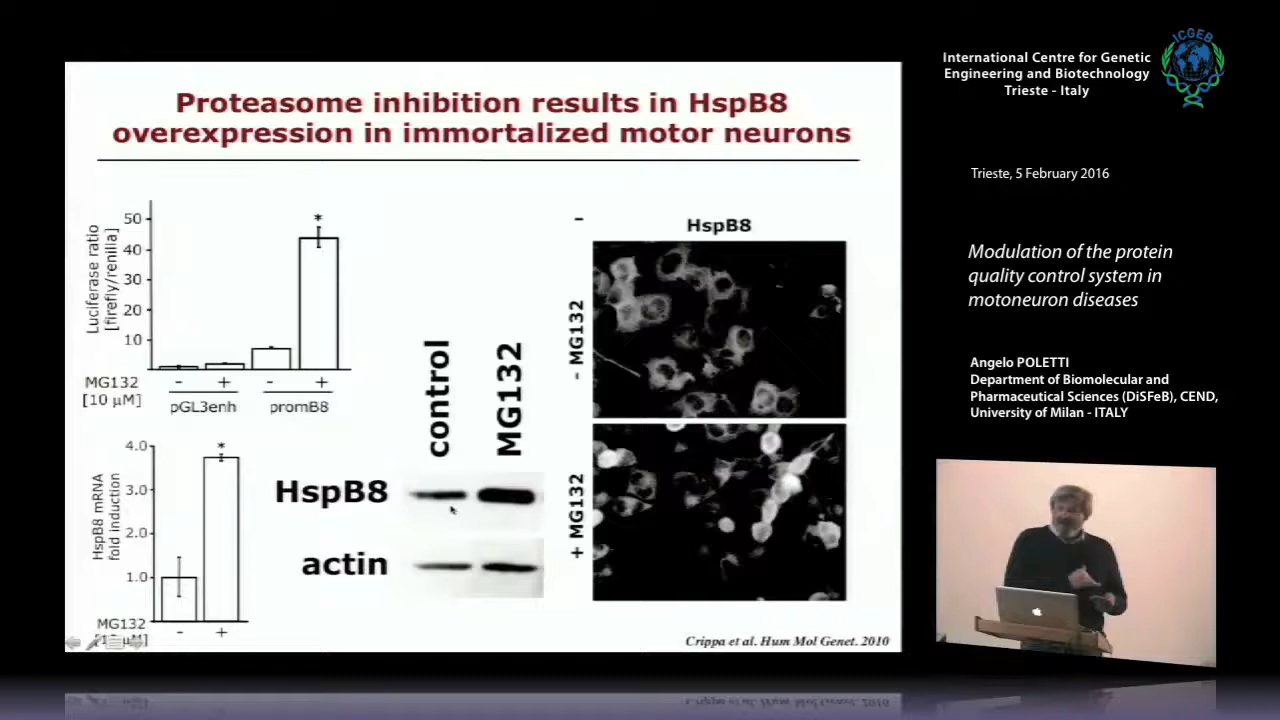 Proteasome inhibition results in HspB8
overexpression in immortalized motor neurons
Luciferase ratio
[firefly/renilla]
50
40
30
20
10
*
MG132
[10 µM]
-
+
-
+
pGL3enh
promB8
HspB8 mRNA
fold induction
4.0
3.0
2.0
1.0
*
MG132
-
+
control
MG132
HspB8
actin
-
HspB8
- MG132
+ MG132
Crippa et al. Hum Mol Genet. 2010
International Centre for Genetic
Engineering and Biotechnology
Trieste - Italy
ICGEB
Trieste, 5 February 2016
Modulation of the protein
quality control system in
motoneuron diseases
Angelo POLETTI
Department of Biomolecular and
Pharmaceutical Sciences (DiSFeB), CEND,
University of Milan - ITALY